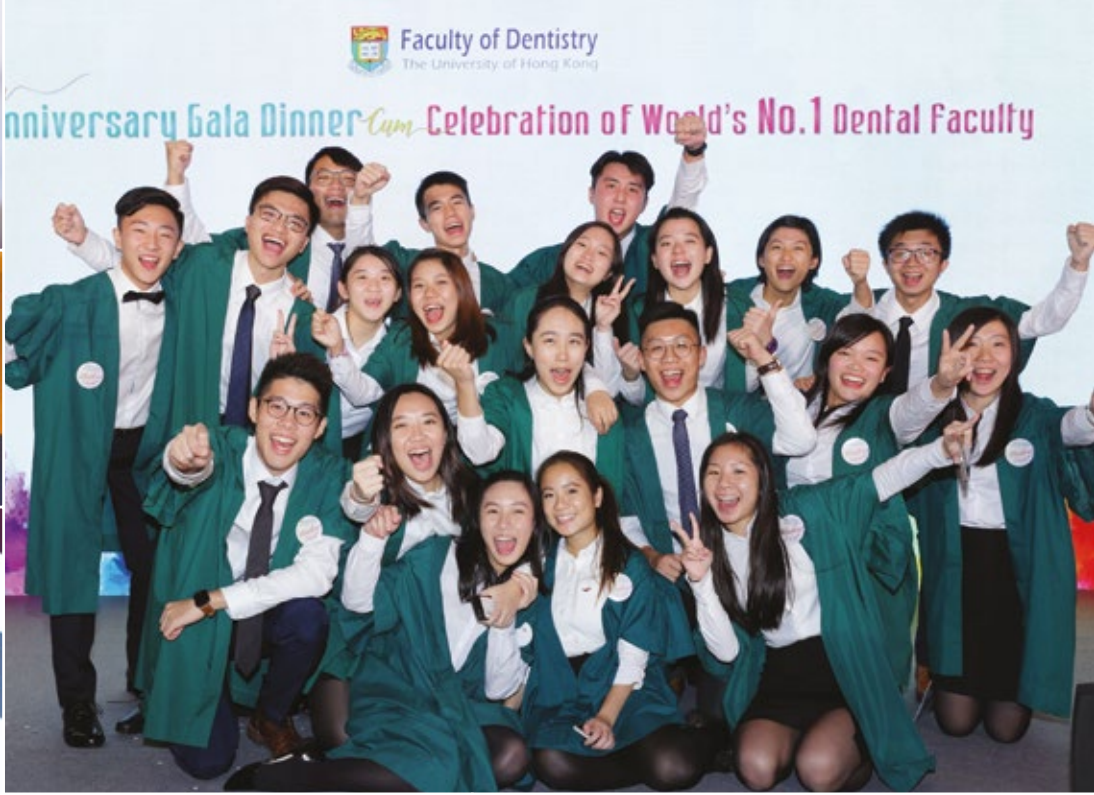 Faculty of Dentistry
The University of Hong Kong
nniversary Gala Dinner Cum Celebration of World's No.1 Dental Faculty